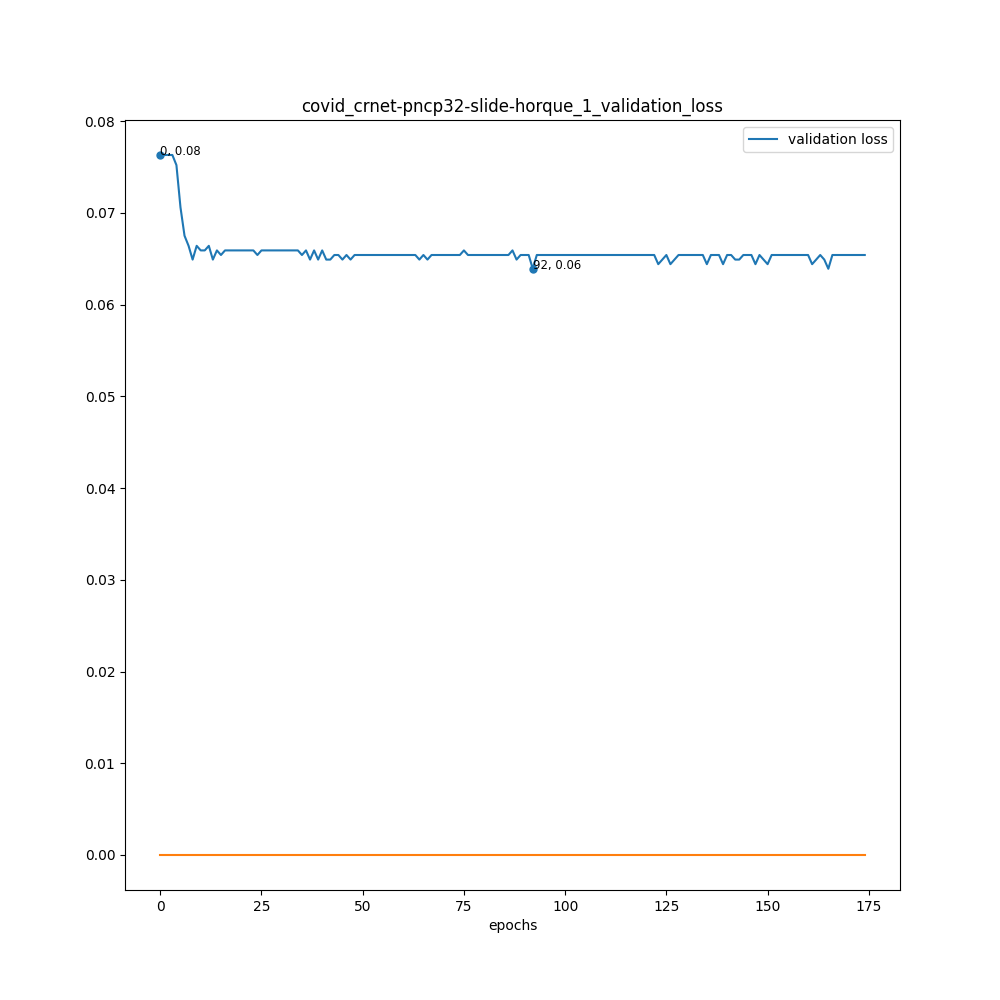 covid_crnet-pncp32-slide-horque_1_validation_loss
0.08
validation loss
0, 0.08
0.07
92, 0.06
0.06
0.05
0.04
0.03
0.02
0.01
0.00
0 25 50 75 100 125 150 175
epochs